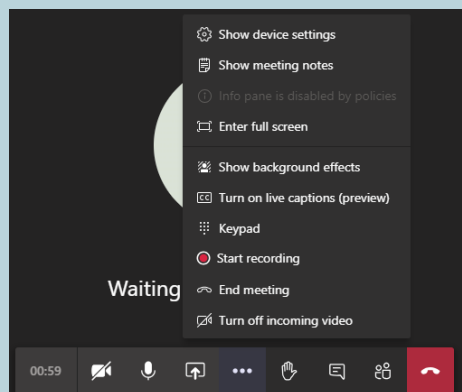 Show device settings
Show meeting notes
Info pane is disabled by policies
Enter full screen
Show background effects
CC Turn on live captions (preview)
Keypad
Start recording
Waiting
End meeting
Turn off incoming video
00:59